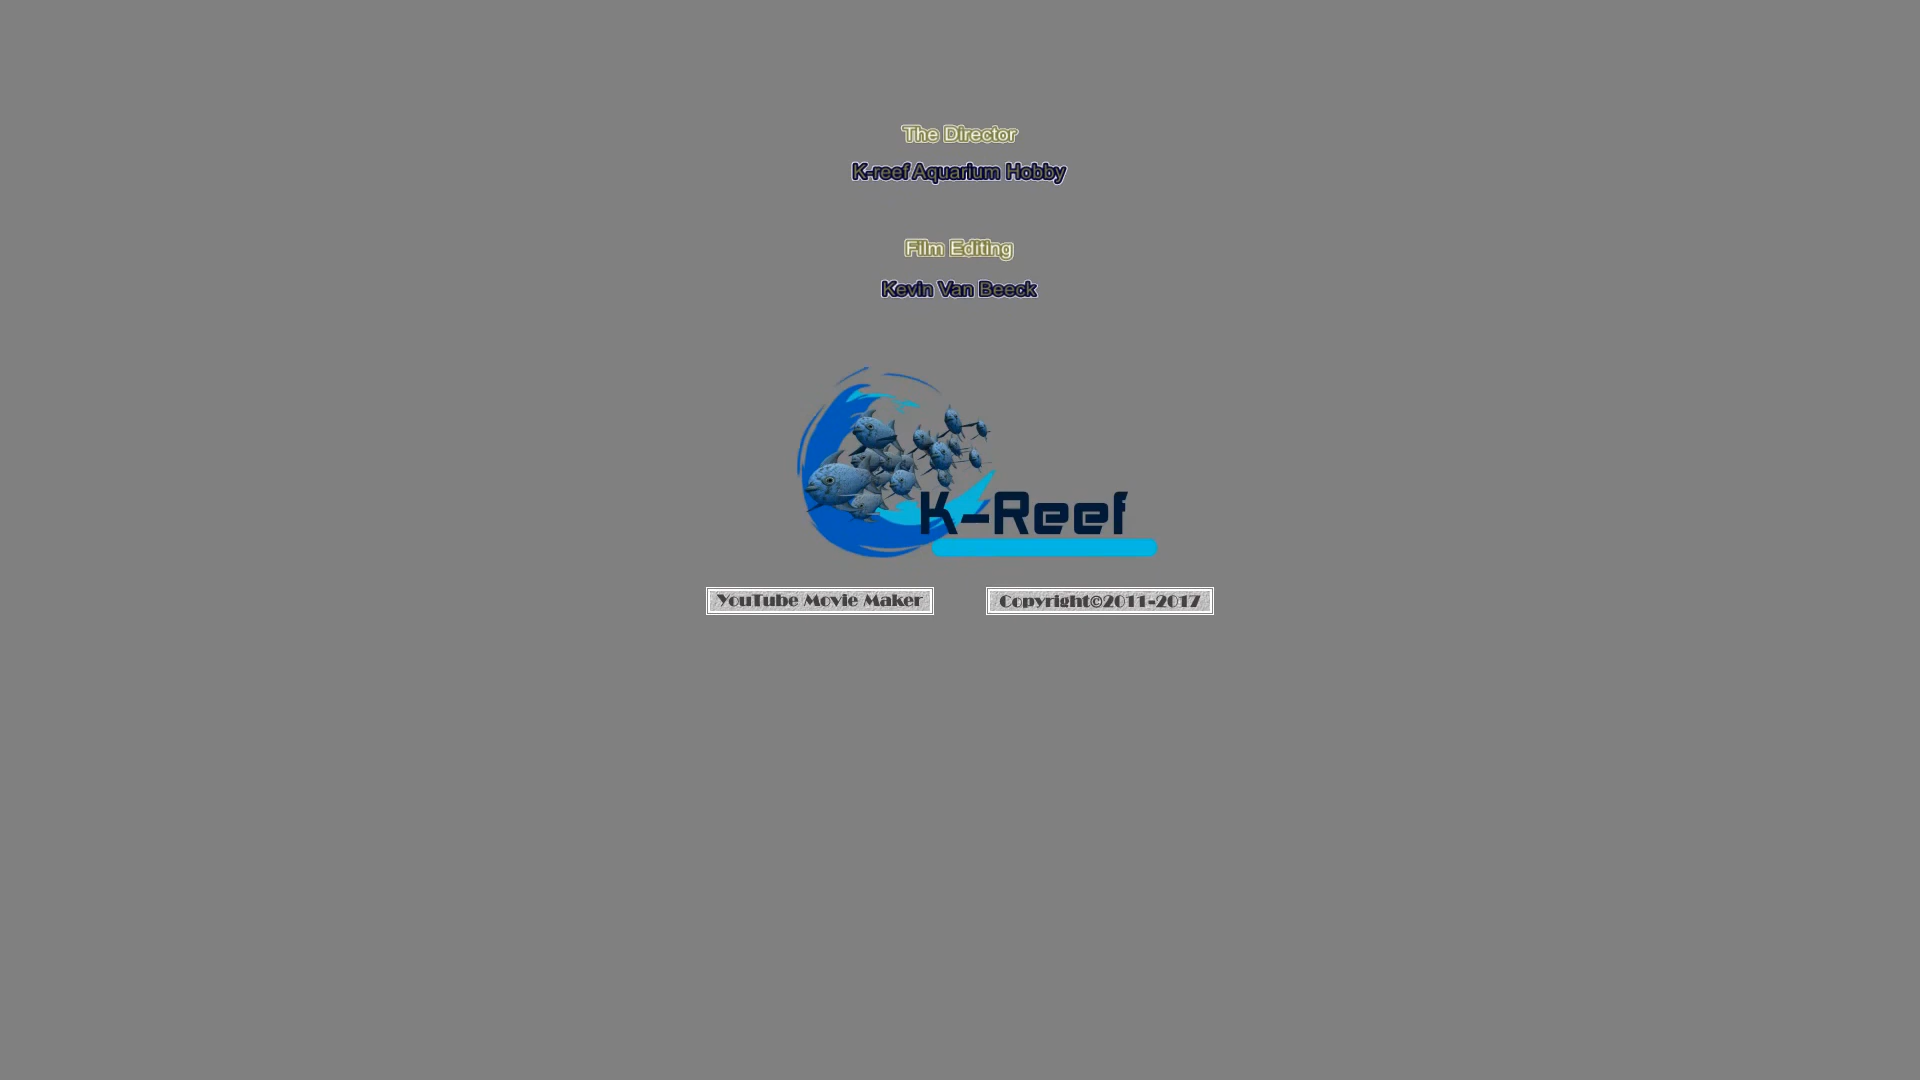 The Director
K-reef Aquarium Hobby
Film Editing
Kevin Van Beeck
K-Reef
YouTube Movie Maker
Copyright©2011-2017